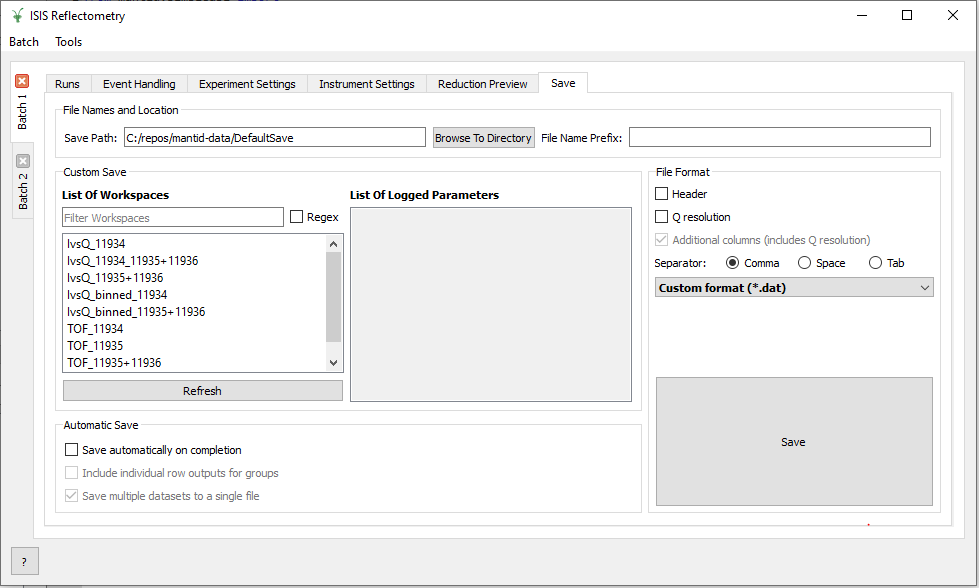 ISIS Reflectometry
Batch Tools
Batch 1
Batch 2
Runs Event Handling Experiment Settings Instrument Settings Reduction Preview Save
File Names and Location
Save Path: C:/repos/mantid-data/DefaultSave Browse To Directory File Name Prefix:
Custom Save
List Of Workspaces
Filter Workspaces Regex
IvsQ_11934
IvsQ_11934_11935+11936
IvsQ_11935+11936
IvsQ_binned_11934
IvsQ_binned_11935+11936
TOF_11934
TOF_11935
TOF_11935+11936
Refresh
List Of Logged Parameters
File Format
Header
Q resolution
Additional columns (includes Q resolution)
Separator: Comma Space Tab
Custom format (*.dat)
Save
Automatic Save
Save automatically on completion
Include individual row outputs for groups
Save multiple datasets to a single file
?